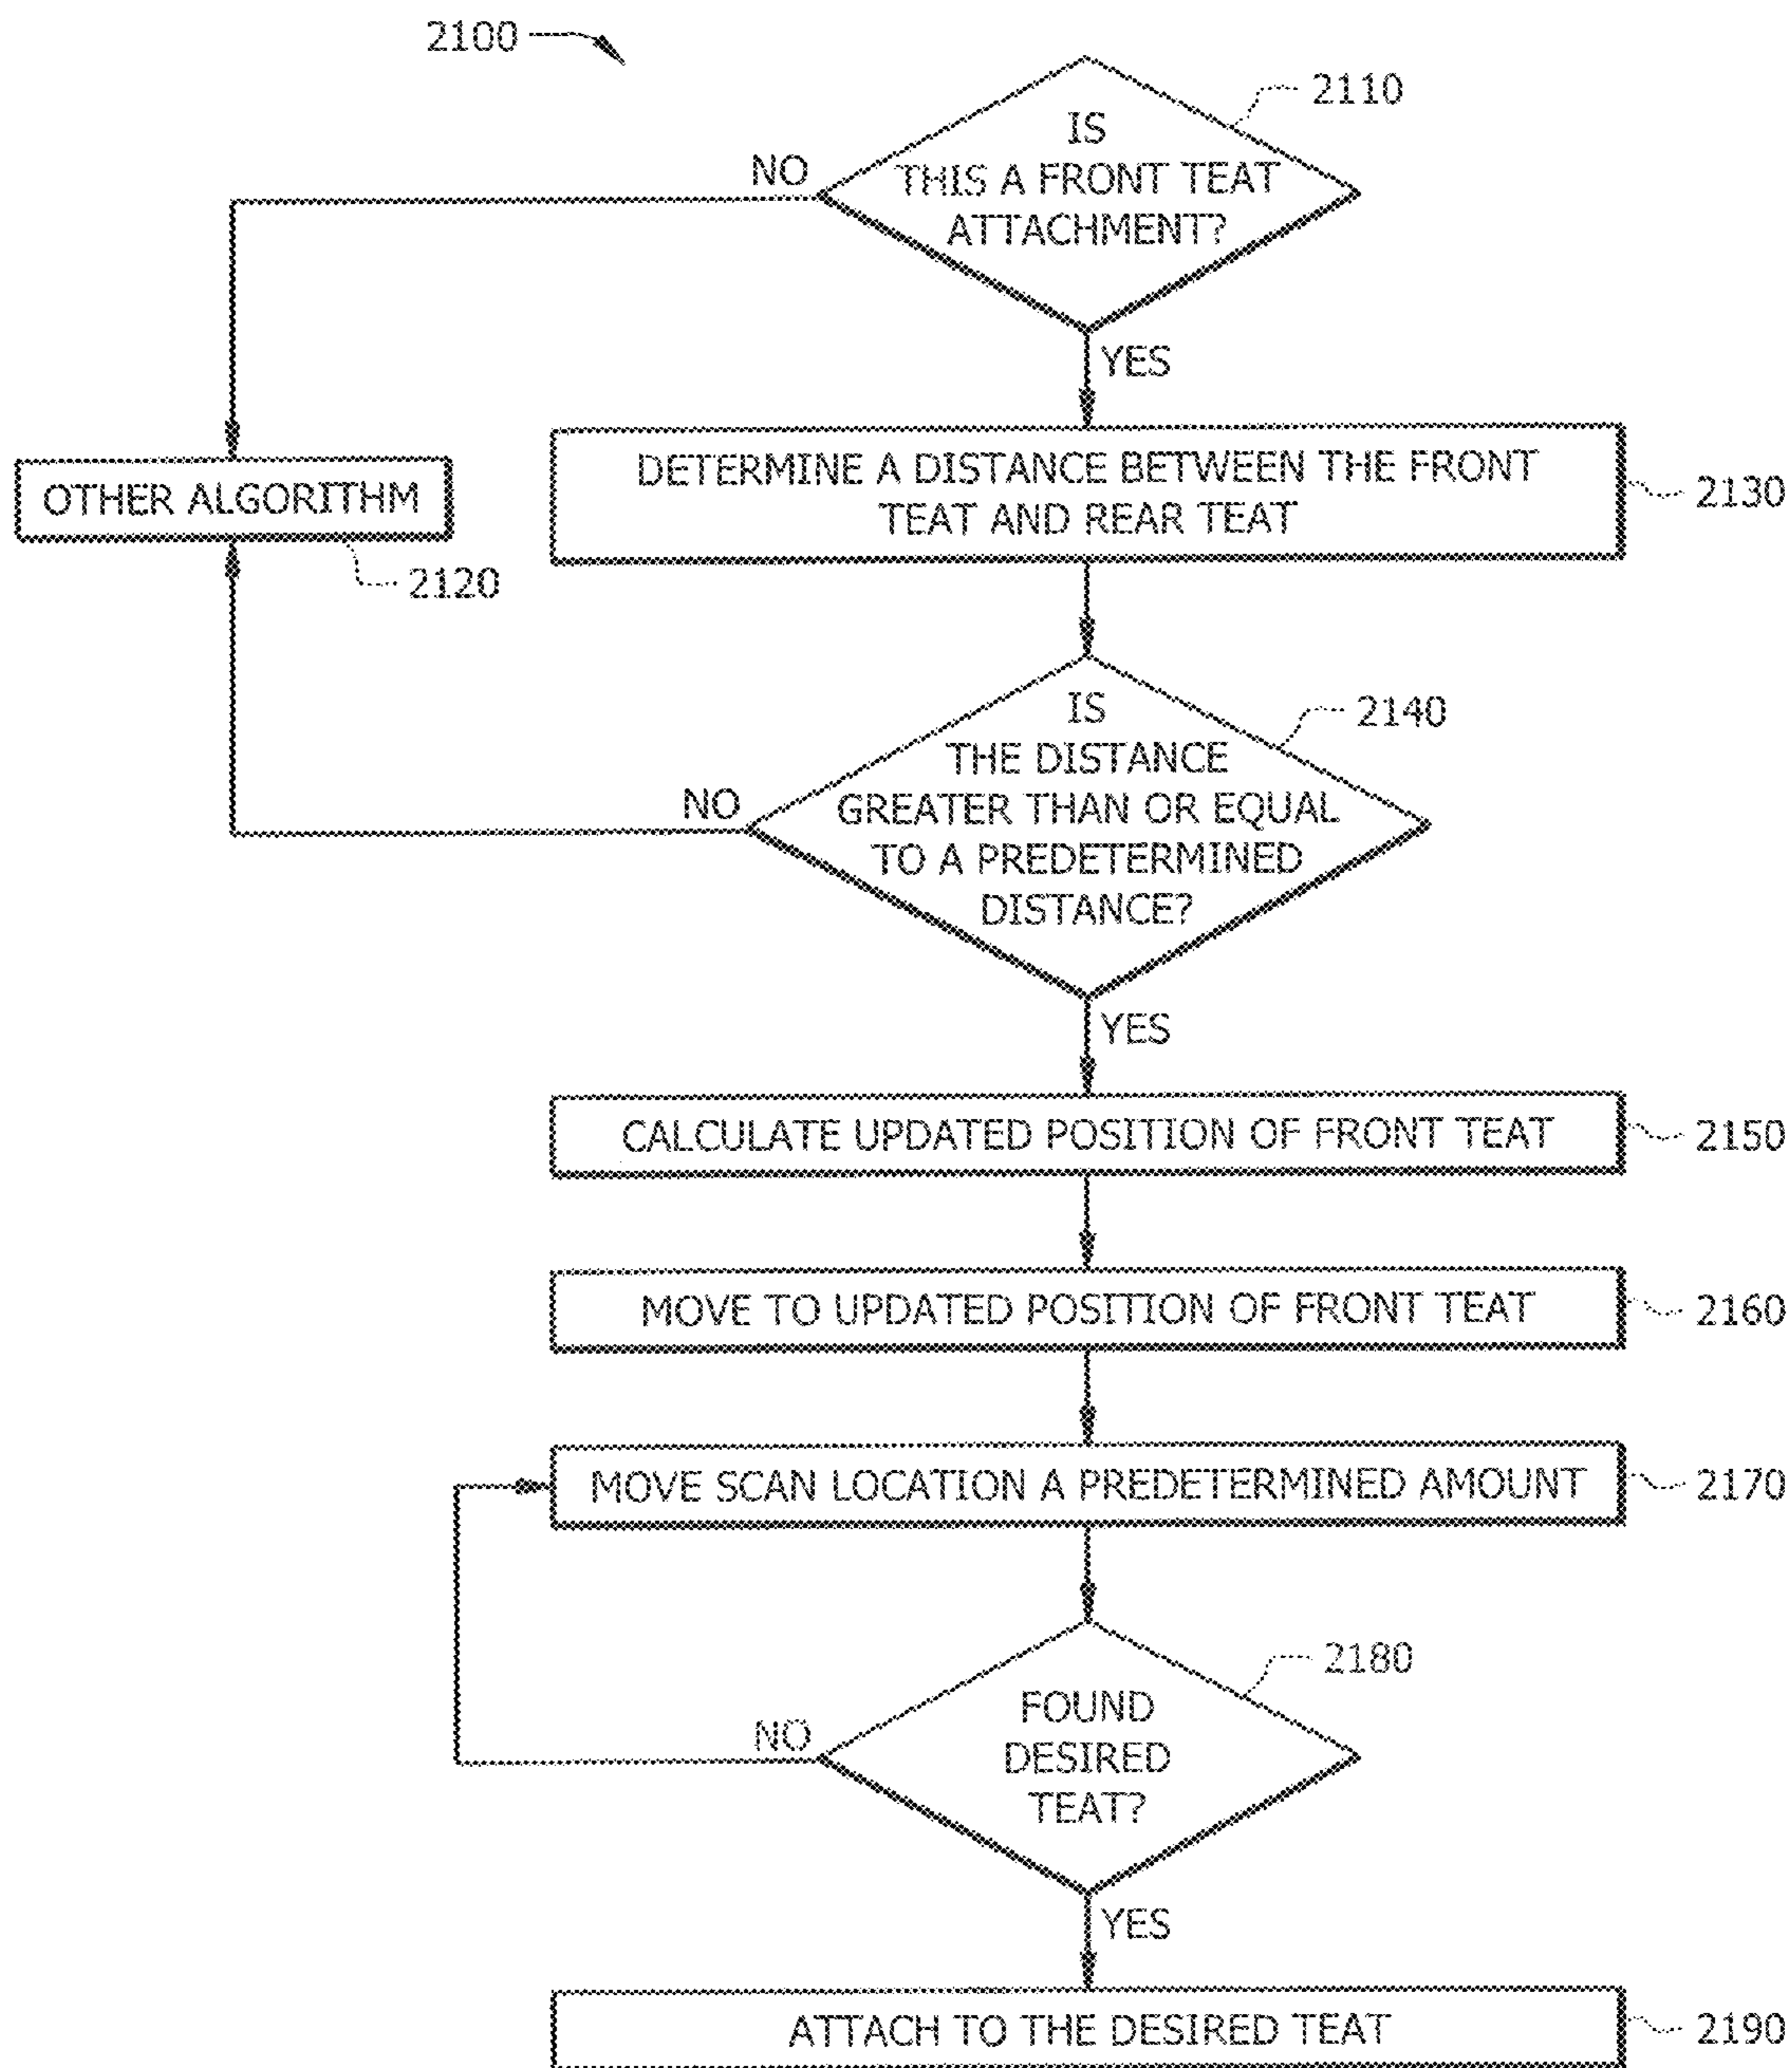 2100
2110
IS
THIS A FRONT TEAT
ATTACHMENT?
NO
YES
DETERMINE A DISTANCE BETWEEN THE FRONT
TEAT AND REAR TEAT
2130
OTHER ALGORITHM
2120
2140
IS
THE DISTANCE
GREATER THAN OR EQUAL
TO A PREDETERMINED
DISTANCE?
NO
YES
CALCULATE UPDATED POSITION OF FRONT TEAT
2150
MOVE TO UPDATED POSITION OF FRONT TEAT
2160
MOVE SCAN LOCATION A PREDETERMINED AMOUNT
2170
2180
FOUND
DESIRED
TEAT?
NO
YES
ATTACH TO THE DESIRED TEAT
2190